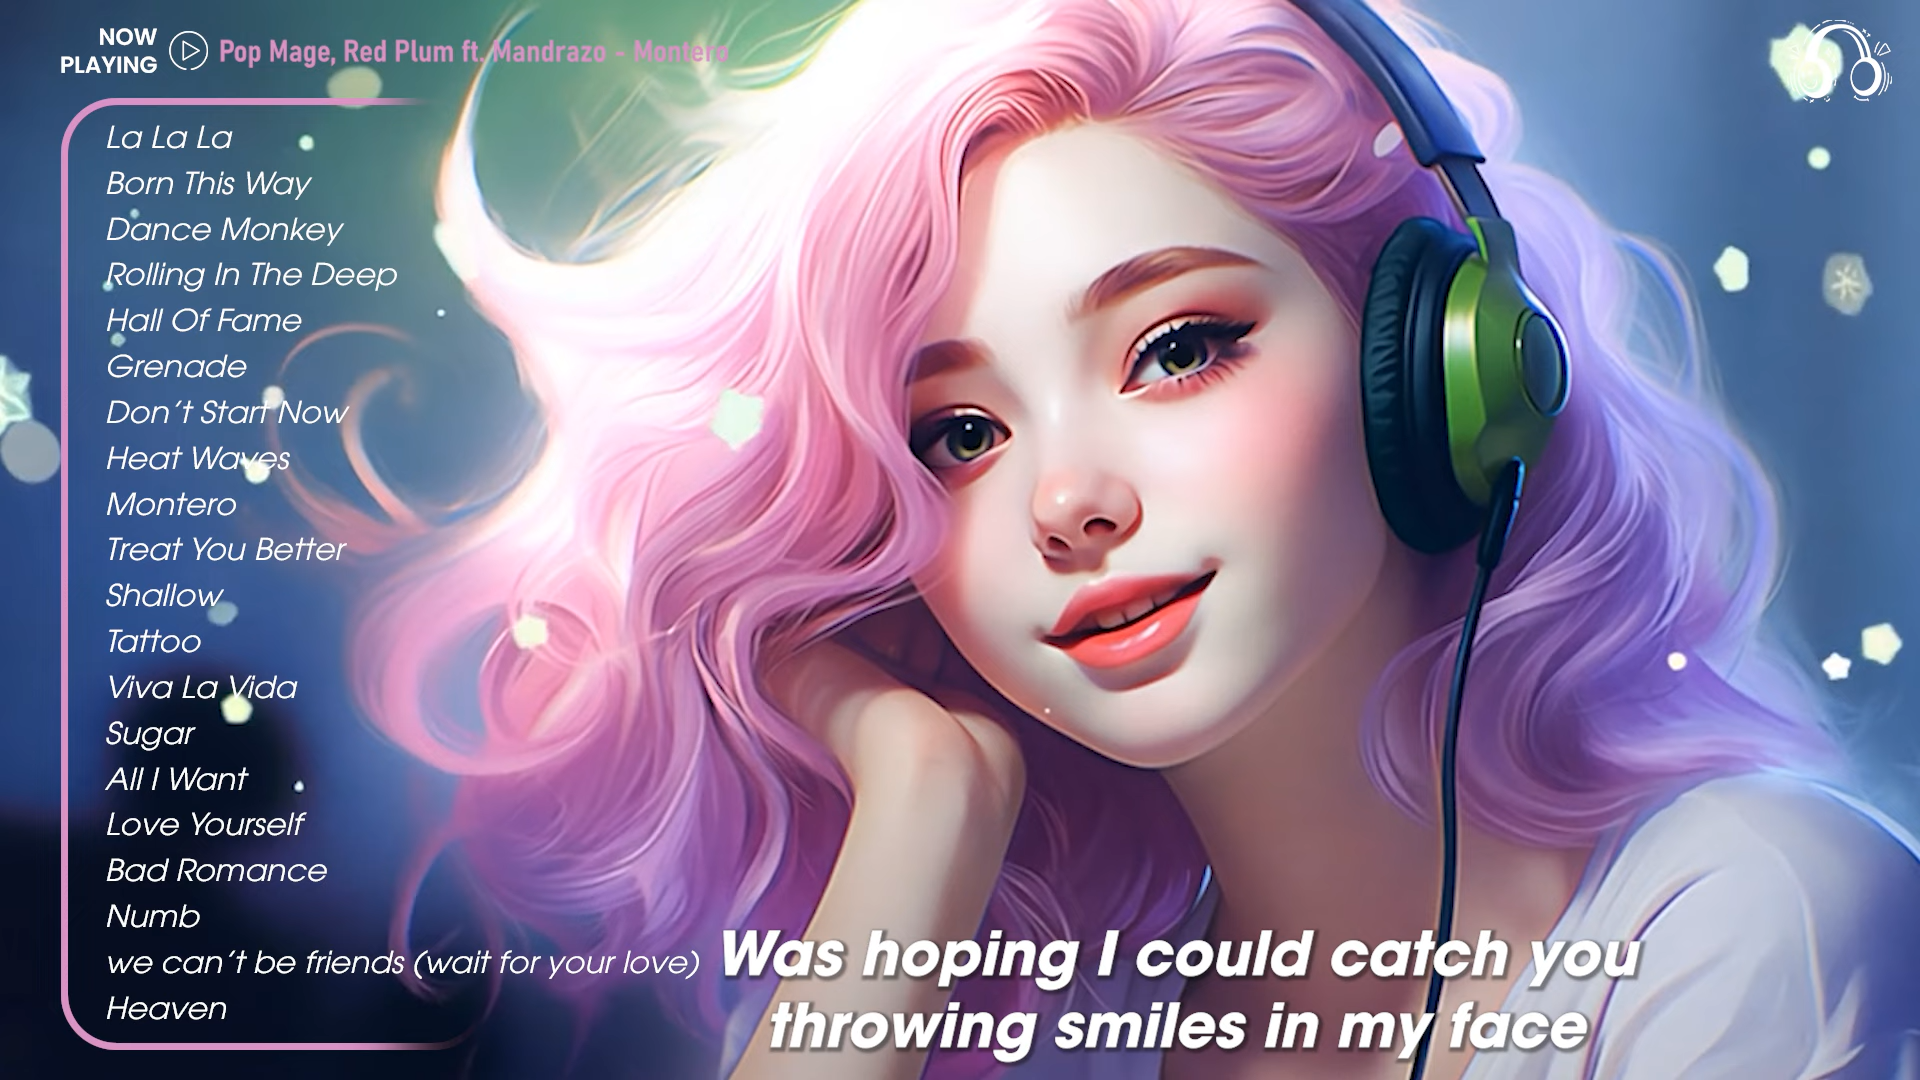 NOW
PLAYING
Pop Mage, Red Plum ft. Mandrazo - Montero
La La La
Born This Way
Dance Monkey
Rolling In The Deep
Hall Of Fame
Grenade
Don't Start Now
Heat Waves
Montero
Treat You Better
Shallow
Tattoo
Viva La Vida
Sugar
All I Want
Love Yourself
Bad Romance
Numb
we can't be friends (wait for your love)
Heaven
Was hoping I could catch you
throwing smiles in my face